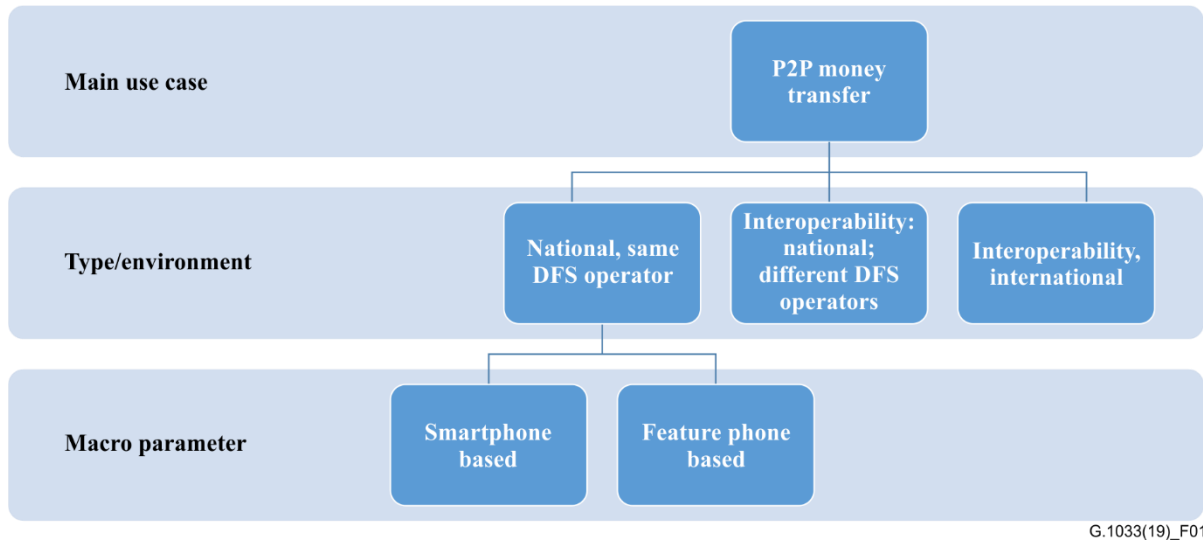 Main use case
P2P money
transfer
Type/environment
National, same
DFS operator
Interoperability:
national;
different DFS
operators
Interoperability,
international
Macro parameter
Smartphone
based
Feature phone
based
G.1033(19)_F01